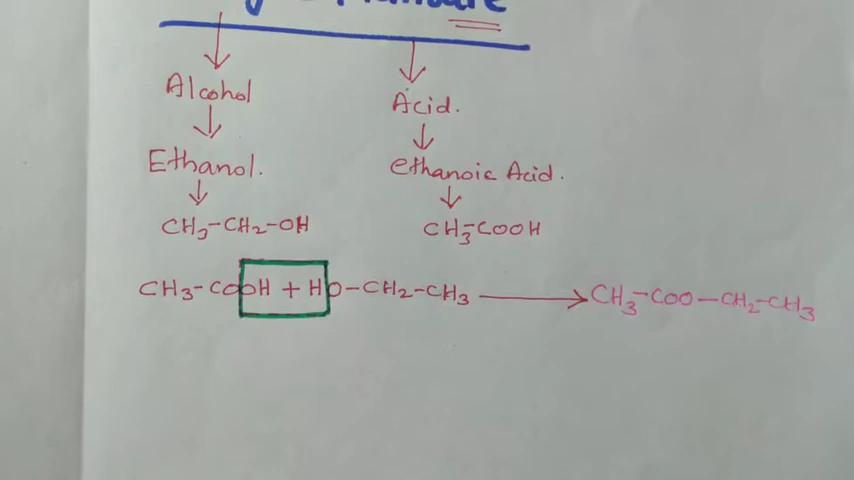 Alcohol Acid.
Ethanol. ethanoic Acid.
CH3-CH2-OH CH3-COOH
CH3-COOH + HO-CH2-CH3 → CH3-COO-CH2-CH3